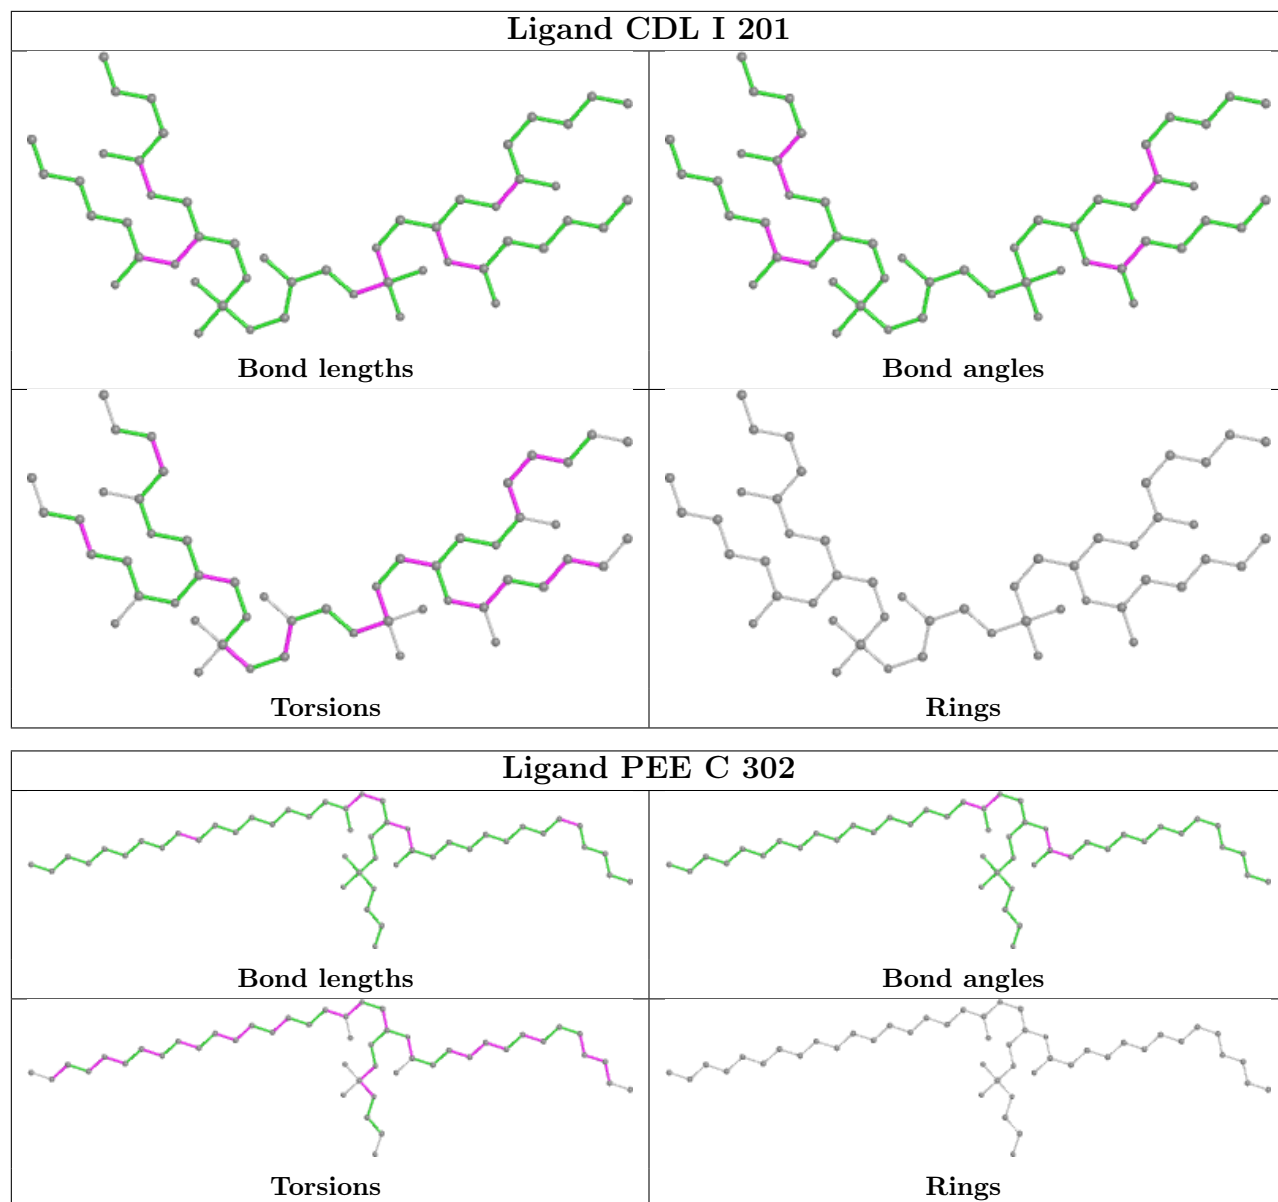 Ligand CDL I 201
Bond lengths
Bond angles
Torsions
Rings
Ligand PEE C 302
Bond lengths
Bond angles
Torsions
Rings